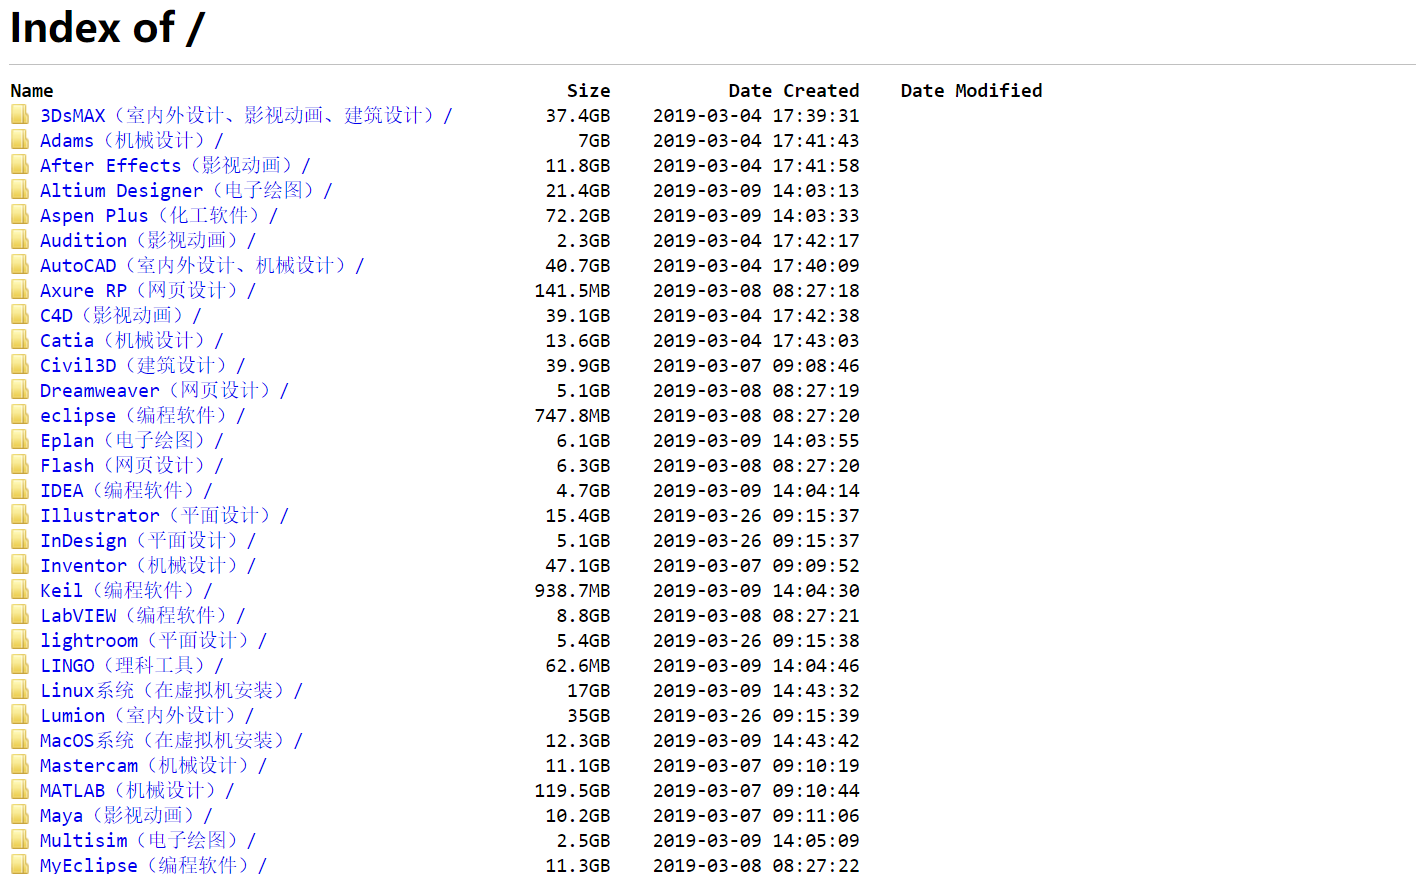 Index of /
Name Size Date Created Date Modified
3DsMAX（室内外设计、影视动画、建筑设计）/ 37.4GB 2019-03-04 17:39:31
Adams（机械设计）/ 7GB 2019-03-04 17:41:43
After Effects（影视动画）/ 11.8GB 2019-03-04 17:41:58
Altium Designer（电子绘图）/ 21.4GB 2019-03-09 14:03:13
Aspen Plus（化工软件）/ 72.2GB 2019-03-09 14:03:33
Audition（影视动画）/ 2.3GB 2019-03-04 17:42:17
AutoCAD（室内外设计、机械设计）/ 40.7GB 2019-03-04 17:40:09
Axure RP（网页设计）/ 141.5MB 2019-03-08 08:27:18
C4D（影视动画）/ 39.1GB 2019-03-04 17:42:38
Catia（机械设计）/ 13.6GB 2019-03-04 17:43:03
Civil3D（建筑设计）/ 39.9GB 2019-03-07 09:08:46
Dreamweaver（网页设计）/ 5.1GB 2019-03-08 08:27:19
eclipse（编程软件）/ 747.8MB 2019-03-08 08:27:20
Eplan（电子绘图）/ 6.1GB 2019-03-09 14:03:55
Flash（网页设计）/ 6.3GB 2019-03-08 08:27:20
IDEA（编程软件）/ 4.7GB 2019-03-09 14:04:14
Illustrator（平面设计）/ 15.4GB 2019-03-26 09:15:37
InDesign（平面设计）/ 5.1GB 2019-03-26 09:15:37
Inventor（机械设计）/ 47.1GB 2019-03-07 09:09:52
Keil（编程软件）/ 938.7MB 2019-03-09 14:04:30
LabVIEW（编程软件）/ 8.8GB 2019-03-08 08:27:21
lightroom（平面设计）/ 5.4GB 2019-03-26 09:15:38
LINGO（理科工具）/ 62.6MB 2019-03-09 14:04:46
Linux系统（在虚拟机安装）/ 17GB 2019-03-09 14:43:32
Lumion（室内外设计）/ 35GB 2019-03-26 09:15:39
MacOS系统（在虚拟机安装）/ 12.3GB 2019-03-09 14:43:42
Mastercam（机械设计）/ 11.1GB 2019-03-07 09:10:19
MATLAB（机械设计）/ 119.5GB 2019-03-07 09:10:44
Maya（影视动画）/ 10.2GB 2019-03-07 09:11:06
Multisim（电子绘图）/ 2.5GB 2019-03-09 14:05:09
MyEclipse（编程软件）/ 11.3GB 2019-03-08 08:27:22